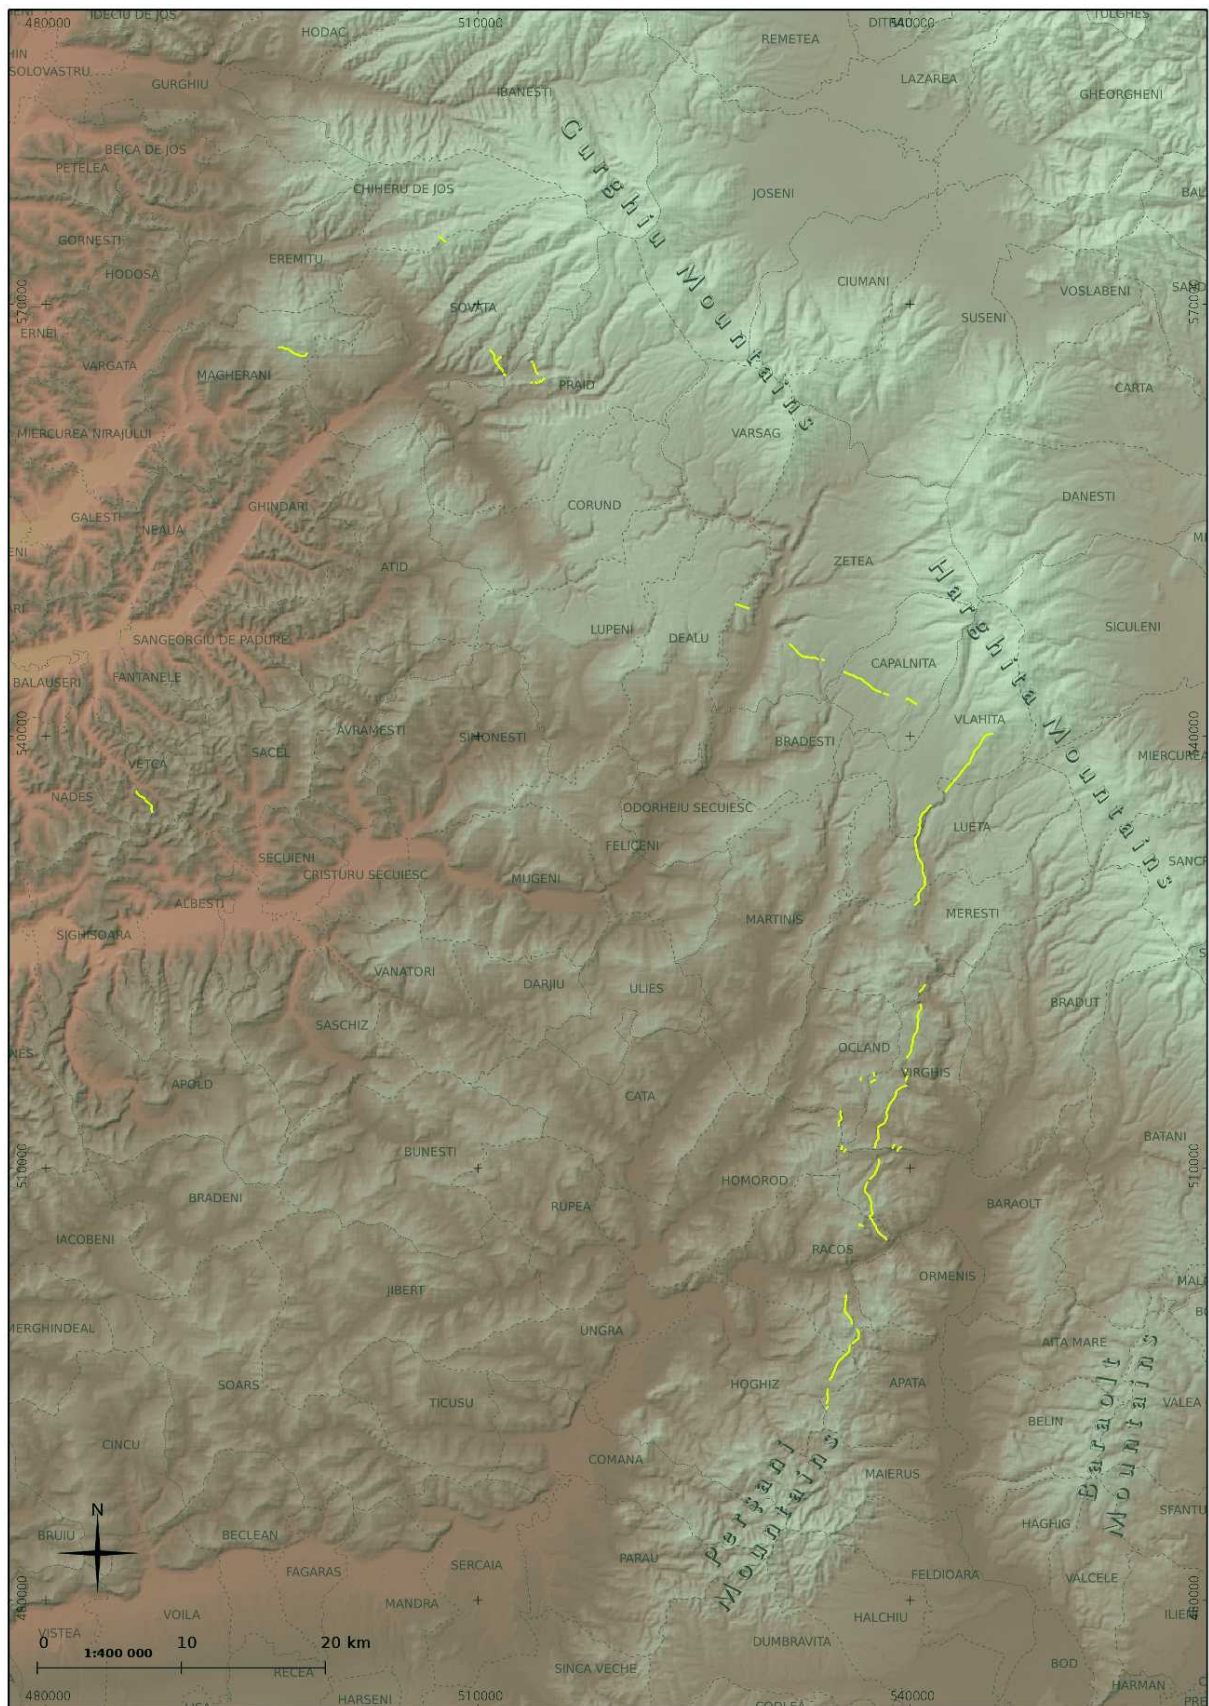 480000
510000
540000
IDECIU DE JOS
DITRAU
TULGHES
HODAC
REMETEA
SOLOVASTRU
GURGHIU
IBANESTI
LAZAREA
GHEORGHENI
BEICA DE JOS
PETELEA
CHIHERU DE JOS
JOSENI
Gurghiu Mountains
GORNESTI
EREMITU
HODOSA
CIUMANI
VOSLABENI
570000
SOVATA
570000
SUSENI
ERNEI
VARGATA
MAGHERANI
PRAID
CARTA
MIERCUREA NIRAJULUI
VARSAG
GALESTI
NEAUA
GHINDARI
CORUND
DANESTI
ATID
ZETEA
Harghita Mountains
SANGEORGIU DE PADURE
LUPENI
DEALU
SICULENI
BALAUSERI
FANTANELE
CAPALNITA
540000
AVRAMESTI
SIMONESTI
VLAHITA
540000
SACEL
BRADESTI
MIERCUREA
VETCA
NADES
ODORHEIU SECUIESC
LUETA
SECUIENI
FELICENI
CRISTURU SECUIESC
MUGENI
ALBESTI
MARTINIS
MERESTI
SIGHISOARA
VANATORI
DARJIU
ULIES
BRADUT
SASCHIZ
OCLAND
VIRGHIS
APOLD
CATA
BUNESTI
BATANI
510000
HOMOROD
510000
BRADENI
RUPEA
BARAOLT
IACOBENI
RACOS
ORMENIS
JIBERT
MERGHINDEAL
UNGRA
AITA MARE
SOARS
HOGHIZ
APATA
TICUSU
VALEA
BELIN
Baraolt
Mountains
CINCU
COMANA
MAIERUS
Perşani
Mountains
N
HAGHIG
BRUIU
BECLEAN
SERCAIA
PARAU
FAGARAS
FELDIOARA
VALCELE
480000
MANDRA
480000
VOILA
HALCHIU
VISTEA
DUMBRAVITA
0 10 20 km
1:400 000
RECEA
SINCA VECHE
BOD
HARMAN
480000
510000
540000
HARSENI
CODLEA